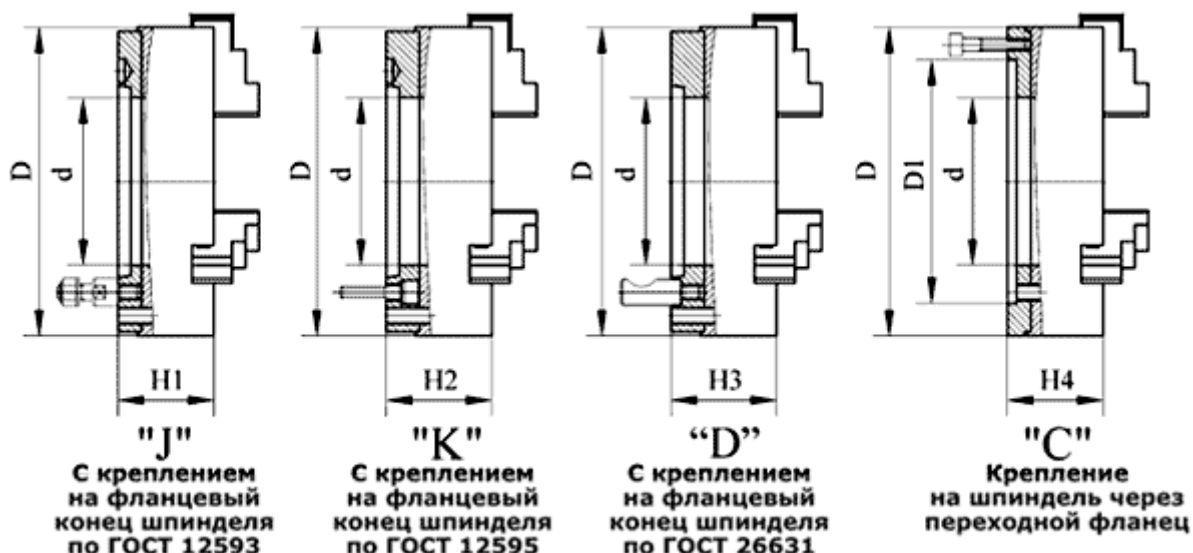 D
d
H1
"J"
С креплением
на фланцевый
конец шпинделя
по ГОСТ 12593
D
d
H2
"K"
С креплением
на фланцевый
конец шпинделя
по ГОСТ 12595
D
d
H3
“D”
С креплением
на фланцевый
конец шпинделя
по ГОСТ 26631
D
D1
d
H4
"C"
Крепление
на шпиндель через
переходной фланец